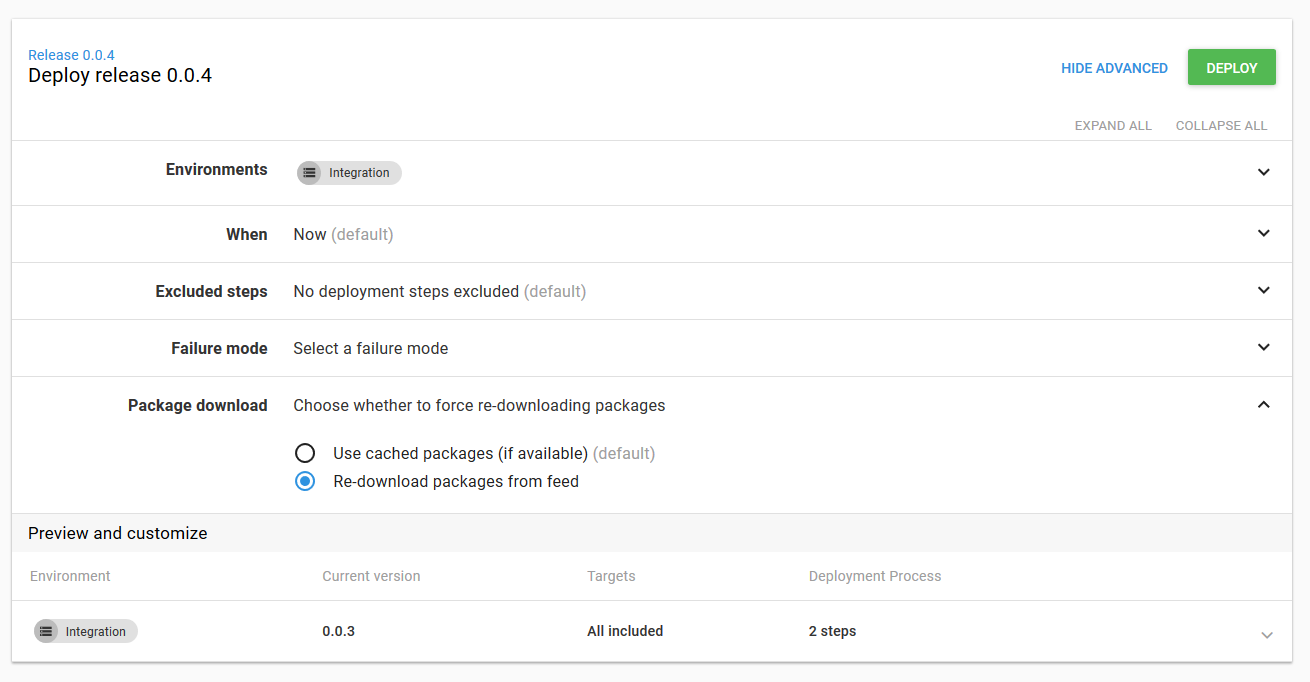 Release 0.0.4
Deploy release 0.0.4
HIDE ADVANCED
DEPLOY
EXPAND ALL
COLLAPSE ALL
Environments
Integration
When
Now (default)
Excluded steps
No deployment steps excluded (default)
Failure mode
Select a failure mode
Package download
Choose whether to force re-downloading packages
Use cached packages (if available) (default)
Re-download packages from feed
Preview and customize
Environment
Current version
Targets
Deployment Process
Integration
0.0.3
All included
2 steps